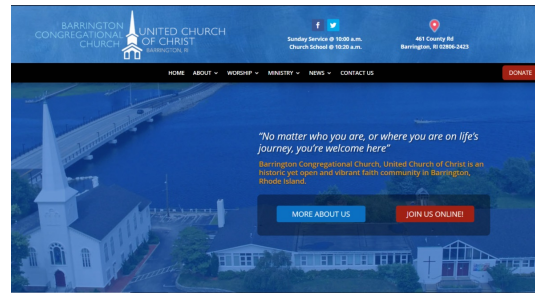 BARRINGTON
CONGREGATIONAL
CHURCH
UNITED CHURCH
OF CHRIST
BARRINGTON, RI
Sunday Service @ 10:00 a.m.
Church School @ 10:20 a.m.
461 County Rd
Barrington, RI 02806-2423
HOME ABOUT WORSHIP MINISTRY NEWS CONTACT US DONATE
“No matter who you are, or where you are on life’s
journey, you’re welcome here”
Barrington Congregational Church, United Church of Christ is an
historic yet open and vibrant faith community in Barrington,
Rhode Island.
MORE ABOUT US JOIN US ONLINE!